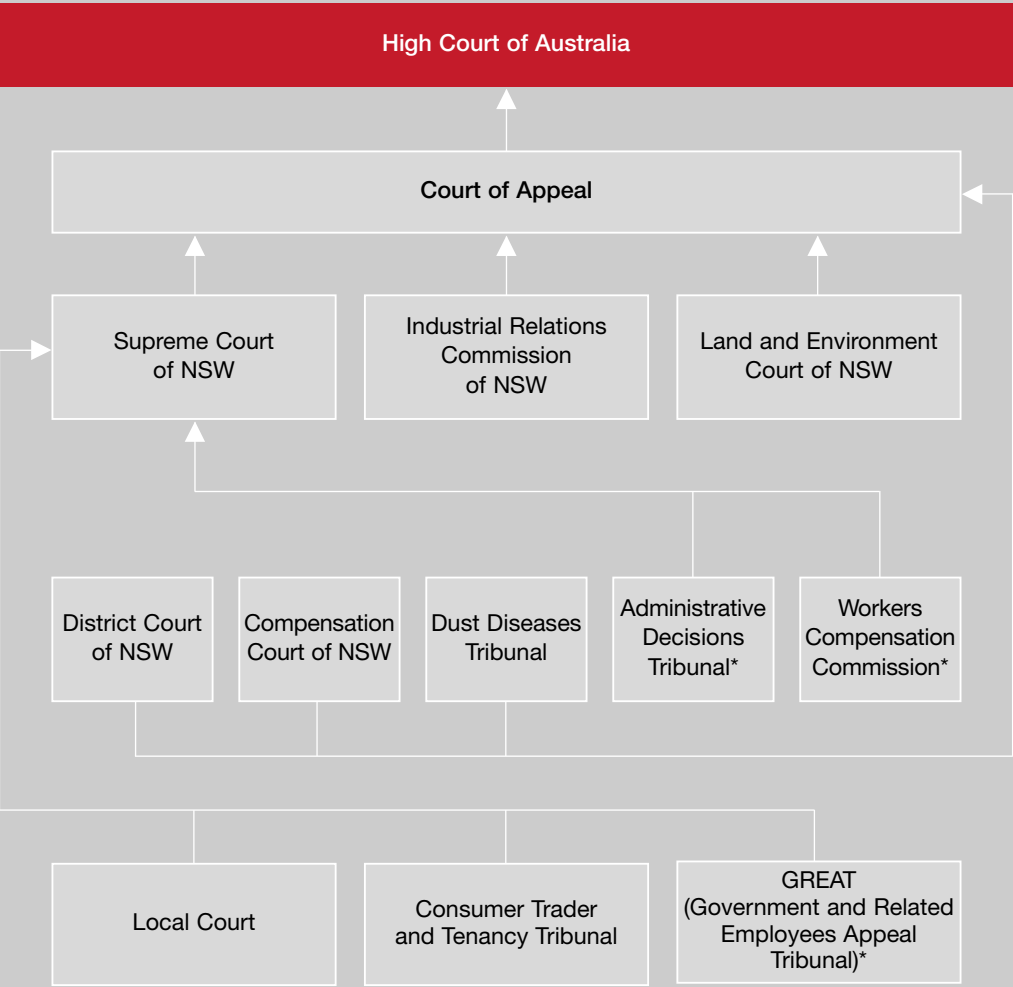 High Court of Australia
Court of Appeal
Supreme Court
of NSW
Industrial Relations
Commission
of NSW
Land and Environment
Court of NSW
District Court
of NSW
Compensation
Court of NSW
Dust Diseases
Tribunal
Administrative
Decisions
Tribunal*
Workers
Compensation
Commission*
Local Court
Consumer Trader
and Tenancy Tribunal
GREAT
(Government and Related
Employees Appeal
Tribunal)*